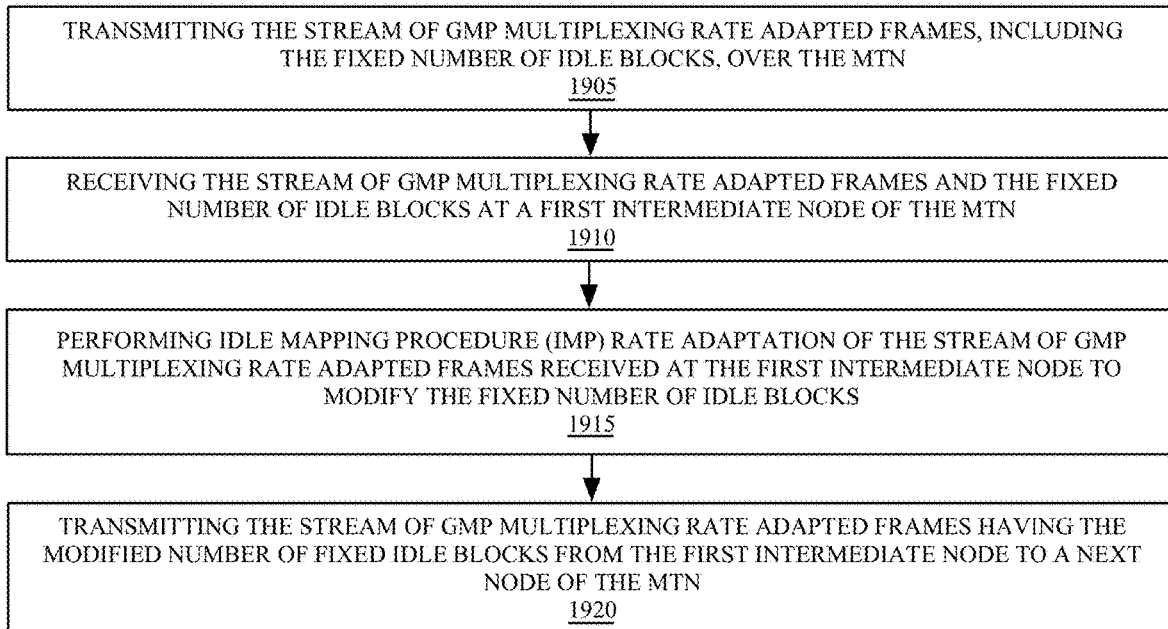 TRANSMITTING THE STREAM OF GMP MULTIPLEXING RATE ADAPTED FRAMES, INCLUDING
THE FIXED NUMBER OF IDLE BLOCKS, OVER THE MTN
1905
RECEIVING THE STREAM OF GMP MULTIPLEXING RATE ADAPTED FRAMES AND THE FIXED
NUMBER OF IDLE BLOCKS AT A FIRST INTERMEDIATE NODE OF THE MTN
1910
PERFORMING IDLE MAPPING PROCEDURE (IMP) RATE ADAPTATION OF THE STREAM OF GMP
MULTIPLEXING RATE ADAPTED FRAMES RECEIVED AT THE FIRST INTERMEDIATE NODE TO
MODIFY THE FIXED NUMBER OF IDLE BLOCKS
1915
TRANSMITTING THE STREAM OF GMP MULTIPLEXING RATE ADAPTED FRAMES HAVING THE
MODIFIED NUMBER OF FIXED IDLE BLOCKS FROM THE FIRST INTERMEDIATE NODE TO A NEXT
NODE OF THE MTN
1920